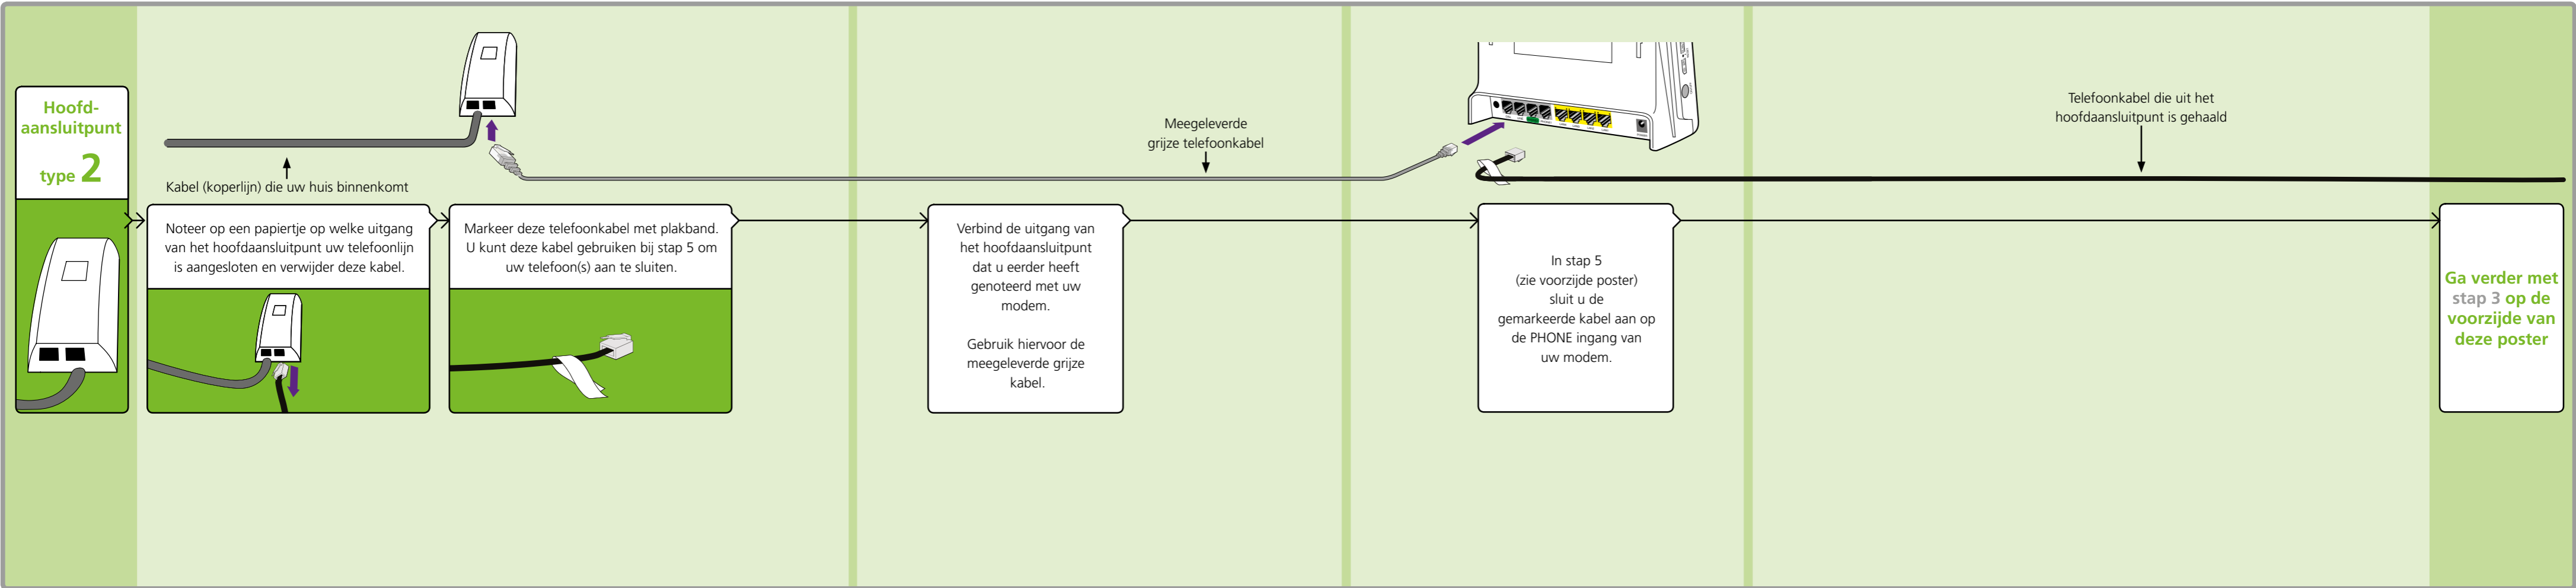 Hoofd-
aansluitpunt
type 2
Kabel (koperlijn) die uw huis binnenkomt
Meegeleverde
grijze telefoonkabel
Telefoonkabel die uit het
hoofdaansluitpunt is gehaald
Noteer op een papiertje op welke uitgang
van het hoofdaansluitpunt uw telefoonlijn
is aangesloten en verwijder deze kabel.
Markeer deze telefoonkabel met plakband.
U kunt deze kabel gebruiken bij stap 5 om
uw telefoon(s) aan te sluiten.
Verbind de uitgang van
het hoofdaansluitpunt
dat u eerder heeft
genoteerd met uw
modem.
Gebruik hiervoor de
meegeleverde grijze
kabel.
In stap 5
(zie voorzijde poster)
sluit u de
gemarkeerde kabel aan op
de PHONE ingang van
uw modem.
Ga verder met
stap 3 op de
voorzijde van
deze poster